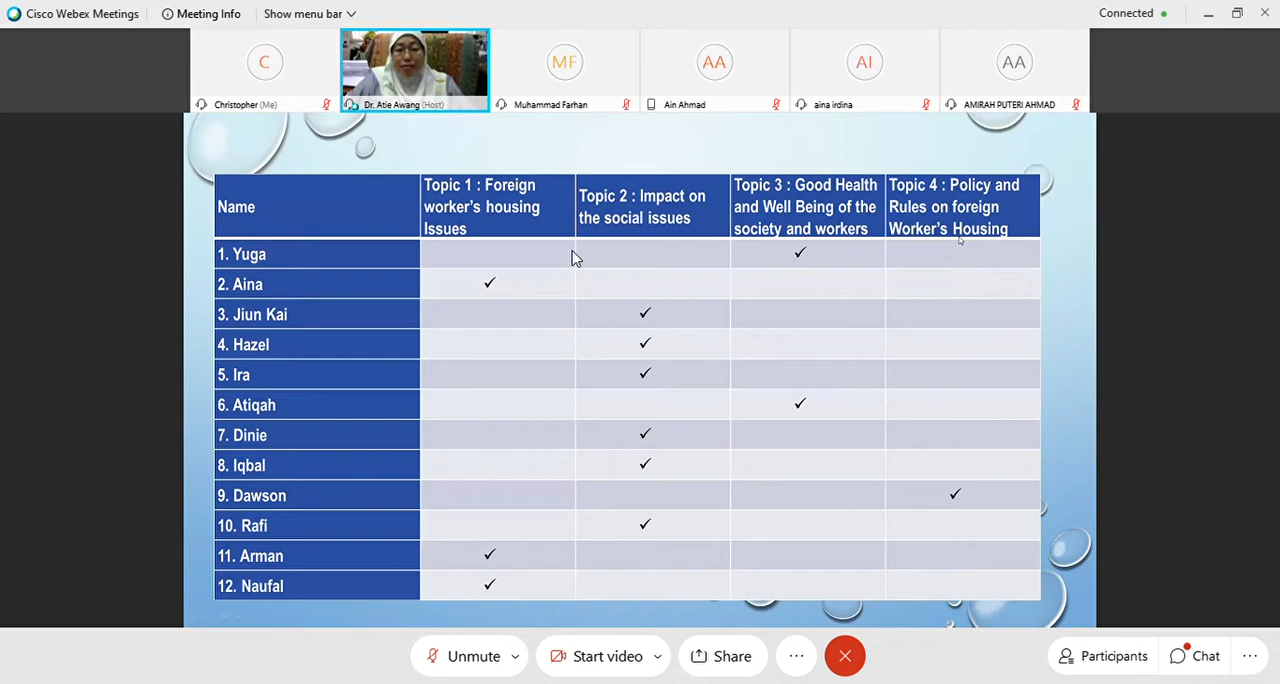 Cisco Webex Meetings
Meeting Info
Show menu bar
Connected
C
MF
AA
AI
AA
Christopher (Me)
Dr. Atie Awang (Host)
Muhammad Farhan
Ain Ahmad
aina irdina
AMIRAH PUTERI AHMAD
Name
Topic 1 : Foreign
worker's housing
Issues
Topic 2 : Impact on
the social issues
Topic 3 : Good Health
and Well Being of the
society and workers
Topic 4 : Policy and
Rules on foreign
Worker's Housing
1. Yuga ✓
2. Aina ✓
3. Jiun Kai ✓
4. Hazel ✓
5. Ira ✓
6. Atiqah ✓
7. Dinie ✓
8. Iqbal ✓
9. Dawson ✓
10. Rafi ✓
11. Arman ✓
12. Naufal ✓
Unmute
Start video
Share
Participants
Chat